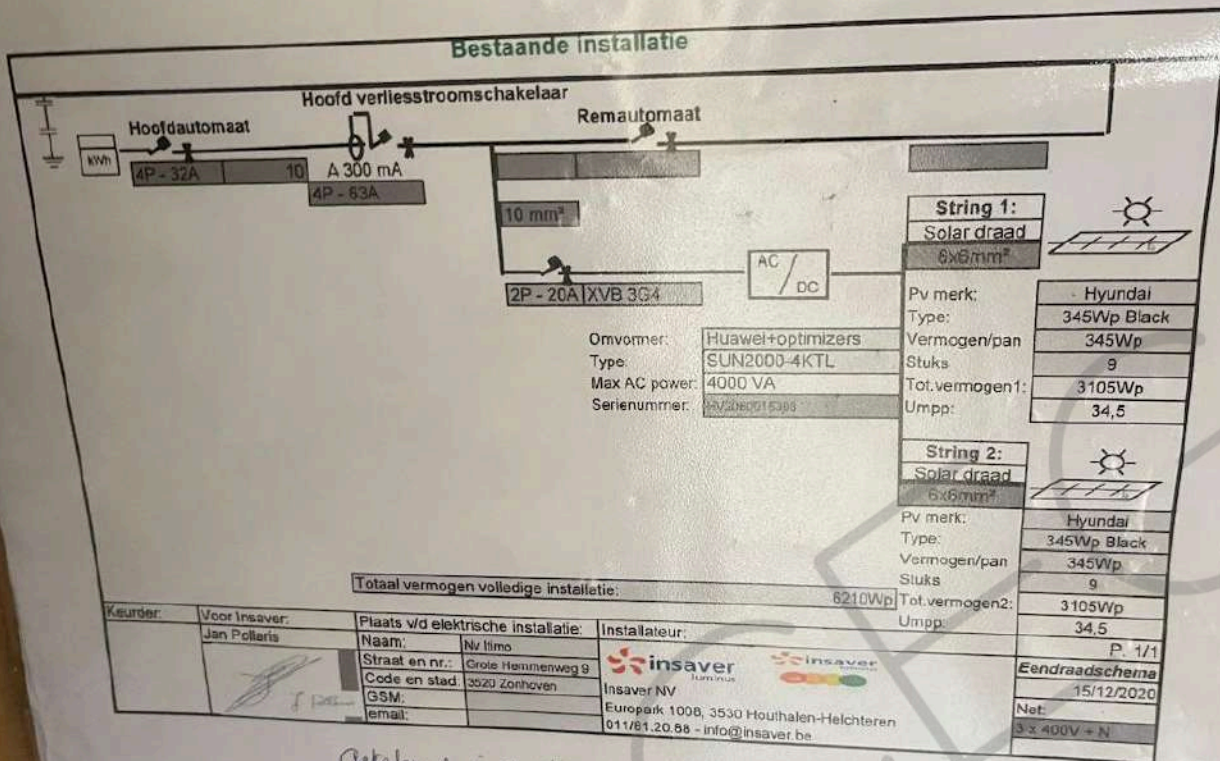 Bestaande installatie
Hoofd verliesstroomschakelaar
Remautomaat
Hoofdautomaat
kWh
4P - 32A 10
A 300 mA
4P - 63A
10 mm²
2P - 20A XVB 3G4
AC / DC
String 1:
Solar draad
6x6mm²
Pv merk: Hyundai
Type: 345Wp Black
Vermogen/pan 345Wp
Stuks 9
Tot.vermogen1: 3105Wp
Umpp: 34,5
Omvormer: Huawei+optimizers
Type: SUN2000-4KTL
Max AC power: 4000 VA
Serienummer:
String 2:
Solar draad
6x6mm²
Pv merk: Hyundai
Type: 345Wp Black
Vermogen/pan 345Wp
Stuks 9
Tot.vermogen2: 3105Wp
Umpp: 34,5
Totaal vermogen volledige installatie: 6210Wp
Keurder:
Voor Insaver:
Jan Pollaris
Plaats v/d elektrische installatie:
Naam: Nv Itimo
Straat en nr.: Grote Hemmenweg 9
Code en stad: 3520 Zonhoven
GSM:
email:
Installateur:
insaver
luminus
insaver
Insaver NV
Europark 1008, 3530 Houthalen-Helchteren
011/81.20.88 - info@insaver.be
P. 1/1
Eendraadschema
15/12/2020
Net:
3 x 400V + N